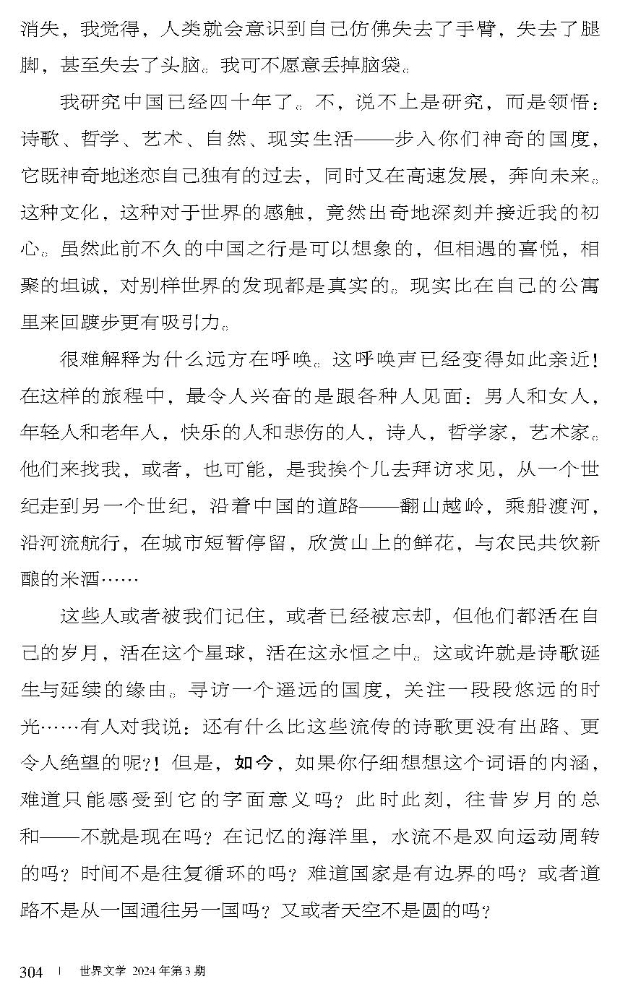 消失，我觉得，人类就会意识到自己仿佛失去了手臂，失去了腿
脚，甚至失去了头脑。我可不愿意丢掉脑袋。
我研究中国已经四十年了。不，说不上是研究，而是领悟：
诗歌、哲学、艺术、自然、现实生活——步入你们神奇的国度，
它既神奇地迷恋自己独有的过去，同时又在高速发展，奔向未来。
这种文化，这种对于世界的感触，竟然出奇地深刻并接近我的初
心。虽然此前不久的中国之行是可以想象的，但相遇的喜悦，相
聚的坦诚，对别样世界的发现都是真实的。现实比在自己的公寓
里来回踱步更有吸引力。
很难解释为什么远方在呼唤。这呼唤声已经变得如此亲近！
在这样的旅程中，最令人兴奋的是跟各种人见面：男人和女人，
年轻人和老年人，快乐的人和悲伤的人，诗人，哲学家，艺术家。
他们来找我，或者，也可能，是我挨个儿去拜访求见，从一个世
纪走到另一个世纪，沿着中国的道路——翻山越岭，乘船渡河，
沿河流航行，在城市短暂停留，欣赏山上的鲜花，与农民共饮新
酿的米酒……
这些人或者被我们记住，或者已经被忘却，但他们都活在自
己的岁月，活在这个星球，活在这永恒之中。这或许就是诗歌诞
生与延续的缘由。寻访一个遥远的国度，关注一段段悠远的时
光……有人对我说：还有什么比这些流传的诗歌更没有出路、更
令人绝望的呢？！但是，如今，如果你仔细想想这个词语的内涵，
难道只能感受到它的字面意义吗？此时此刻，往昔岁月的总
和——不就是现在吗？在记忆的海洋里，水流不是双向运动周转
的吗？时间不是往复循环的吗？难道国家是有边界的吗？或者道
路不是从一国通往另一国吗？又或者天空不是圆的吗？
304 | 世界文学 2024 年第 3 期